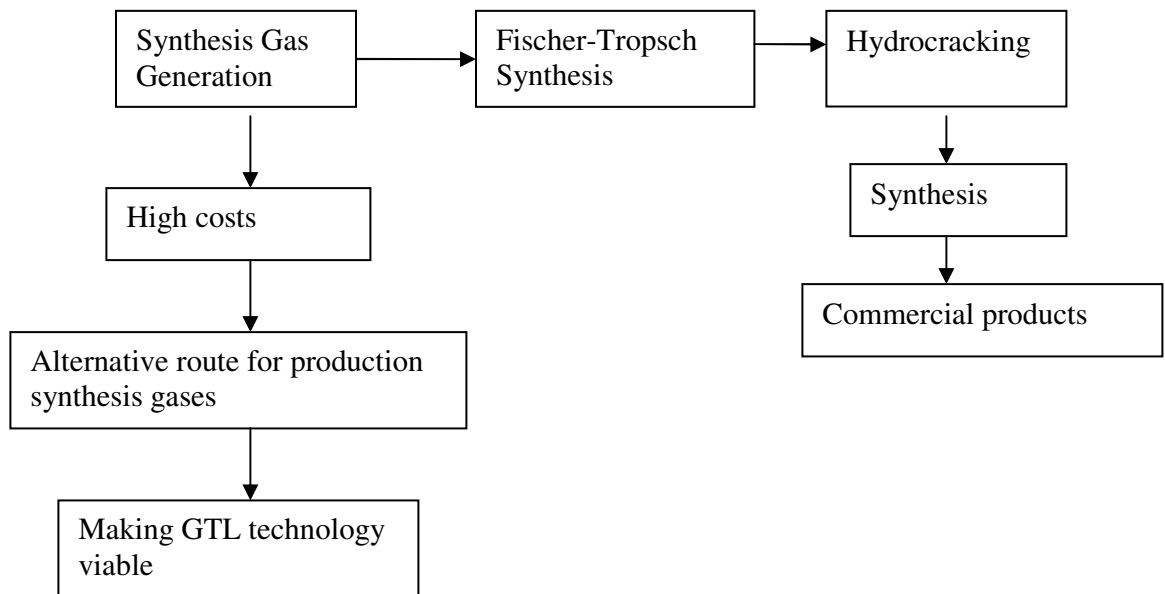 Synthesis Gas
Generation
Fischer-Tropsch
Synthesis
Hydrocracking
High costs
Synthesis
Commercial products
Alternative route for production
synthesis gases
Making GTL technology
viable